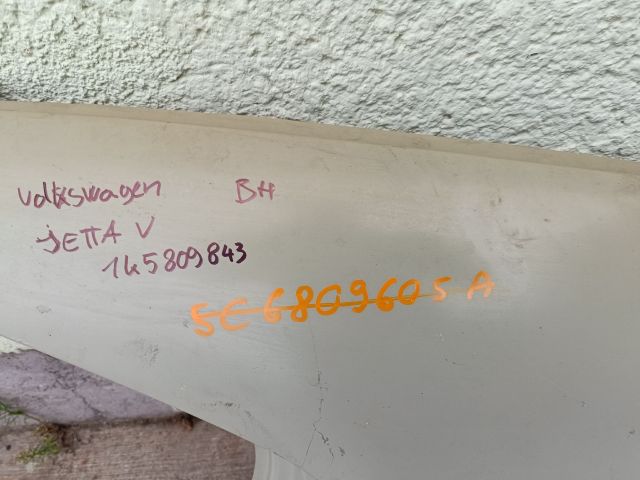 Volkswagen BH
JETTA V
1K5809843
5C6809605A